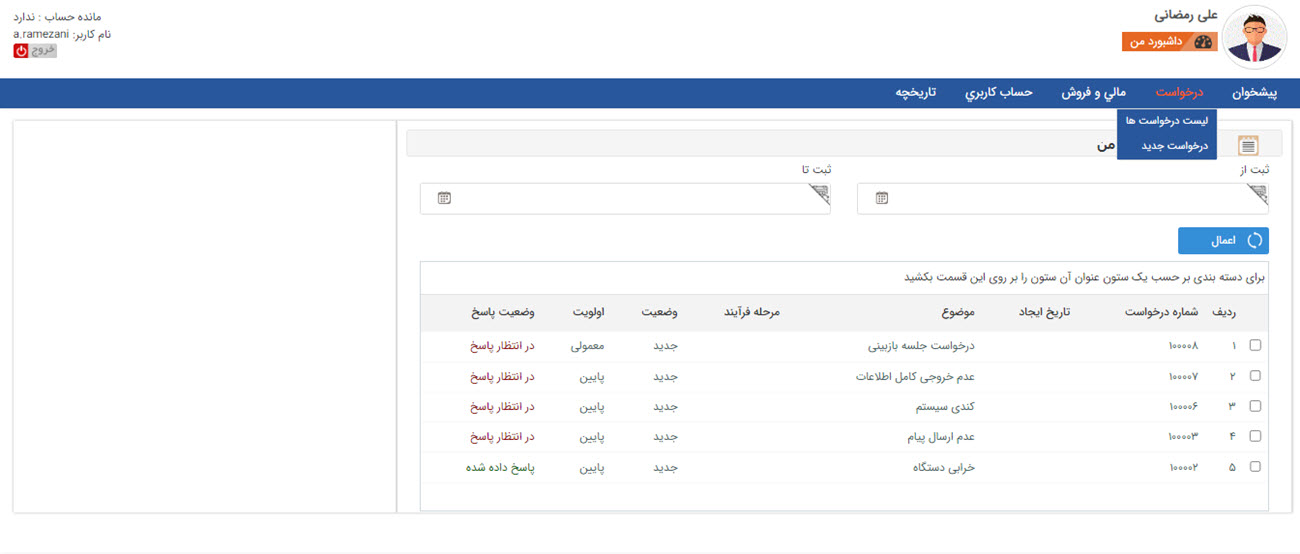 علی رمضانی
داشبورد من
مانده حساب : ندارد
نام کاربر: a.ramezani
خروج
پیشخوان درخواست مالي و فروش حساب کاربري تاریخچه
لیست درخواست ها
درخواست جدید
من
ثبت از ثبت تا
اعمال
برای دسته بندی بر حسب یک ستون عنوان آن ستون را بر روی این قسمت بکشید
ردیف شماره درخواست تاریخ ایجاد موضوع مرحله فرآیند وضعیت اولویت وضعیت پاسخ
۱ ۱۰۰۰۰۸ درخواست جلسه بازبینی جدید معمولی در انتظار پاسخ
۲ ۱۰۰۰۰۷ عدم خروجی کامل اطلاعات جدید پایین در انتظار پاسخ
۳ ۱۰۰۰۰۶ کندی سیستم جدید پایین در انتظار پاسخ
۴ ۱۰۰۰۰۳ عدم ارسال پیام جدید پایین در انتظار پاسخ
۵ ۱۰۰۰۰۲ خرابی دستگاه جدید پایین پاسخ داده شده